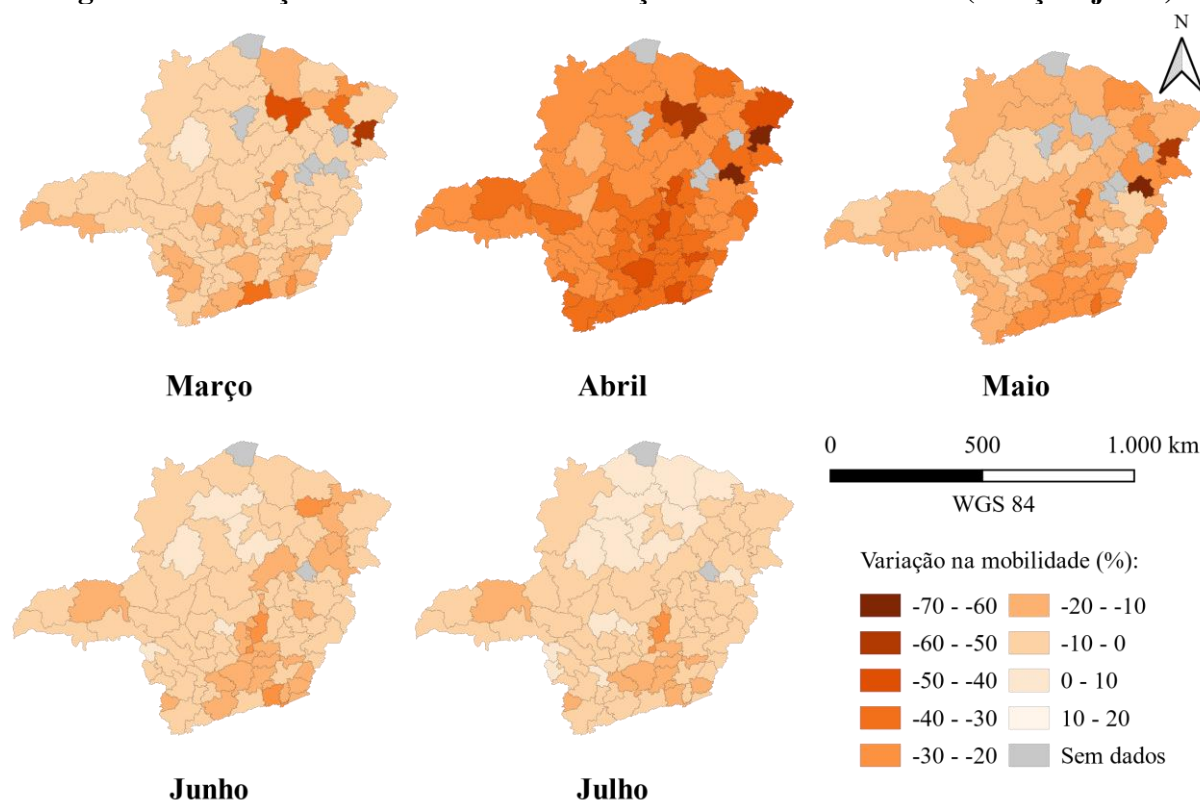 N
Março
Abril
Maio
0 500 1.000 km
WGS 84
Variação na mobilidade (%):
-70 - -60
-60 - -50
-50 - -40
-40 - -30
-30 - -20
-20 - -10
-10 - 0
0 - 10
10 - 20
Sem dados
Junho
Julho